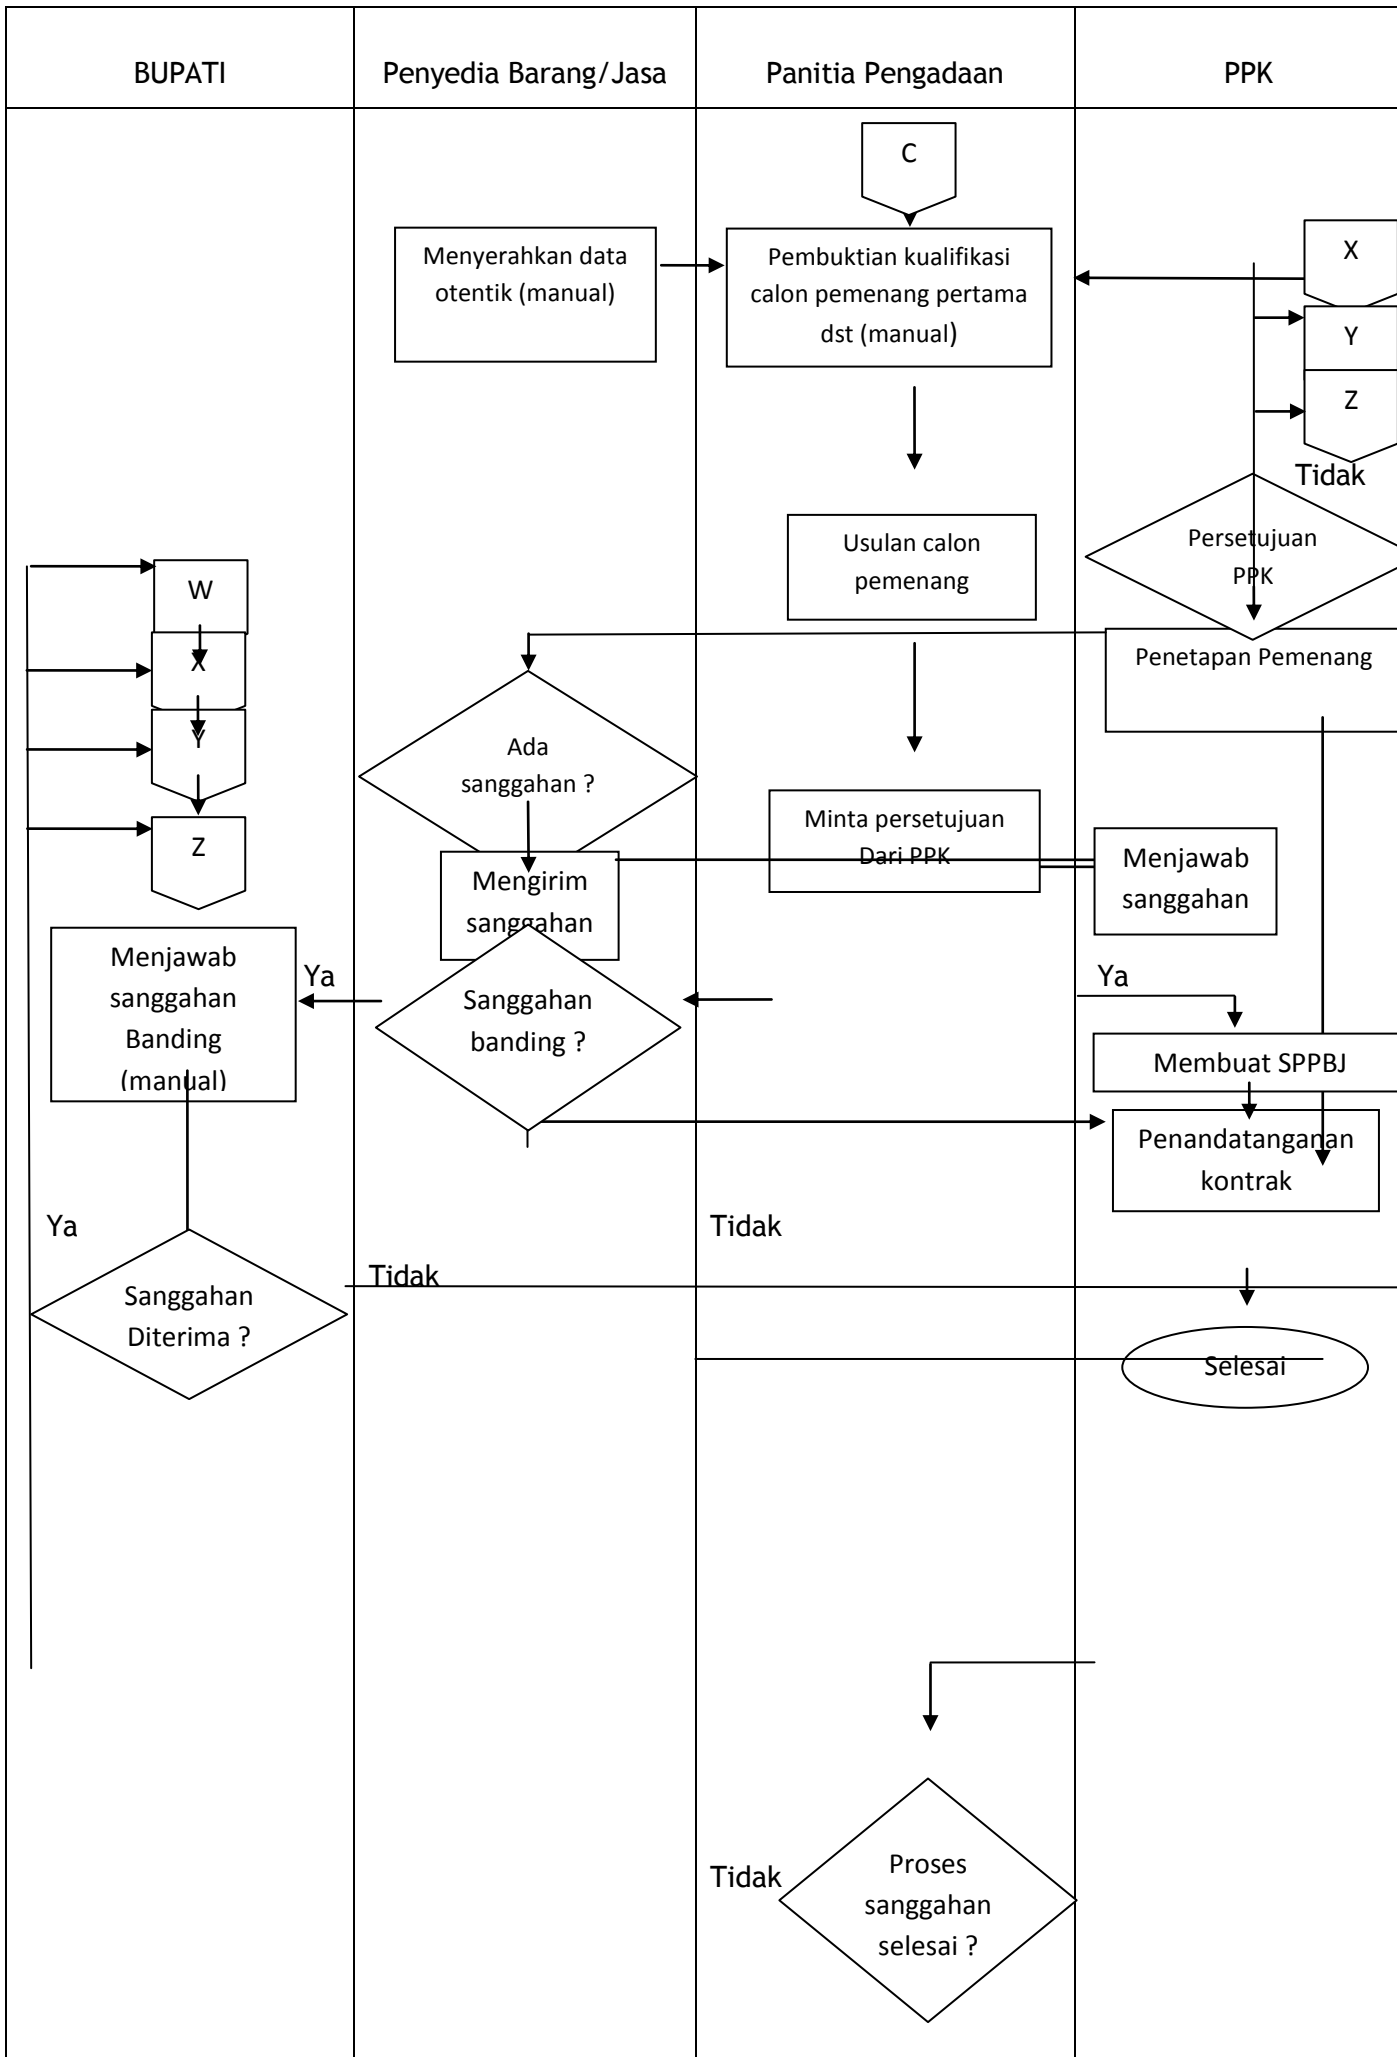 BUPATI
Penyedia Barang/Jasa
Panitia Pengadaan
PPK
C
Menyerahkan data
otentik (manual)
Pembuktian kualifikasi
calon pemenang pertama
dst (manual)
X
Y
Z
Tidak
Usulan calon
pemenang
Persetujuan
PPK
W
X
Y
Z
Penetapan Pemenang
Ada
sanggahan ?
Minta persetujuan
Dari PPK
Menjawab
sanggahan
Mengirim
sanggahan
Menjawab
sanggahan
Banding
(manual)
Ya
Sanggahan
banding ?
Ya
Membuat SPPBJ
Penandatanganan
kontrak
Ya
Tidak
Tidak
Sanggahan
Diterima ?
Selesai
Tidak
Proses
sanggahan
selesai ?